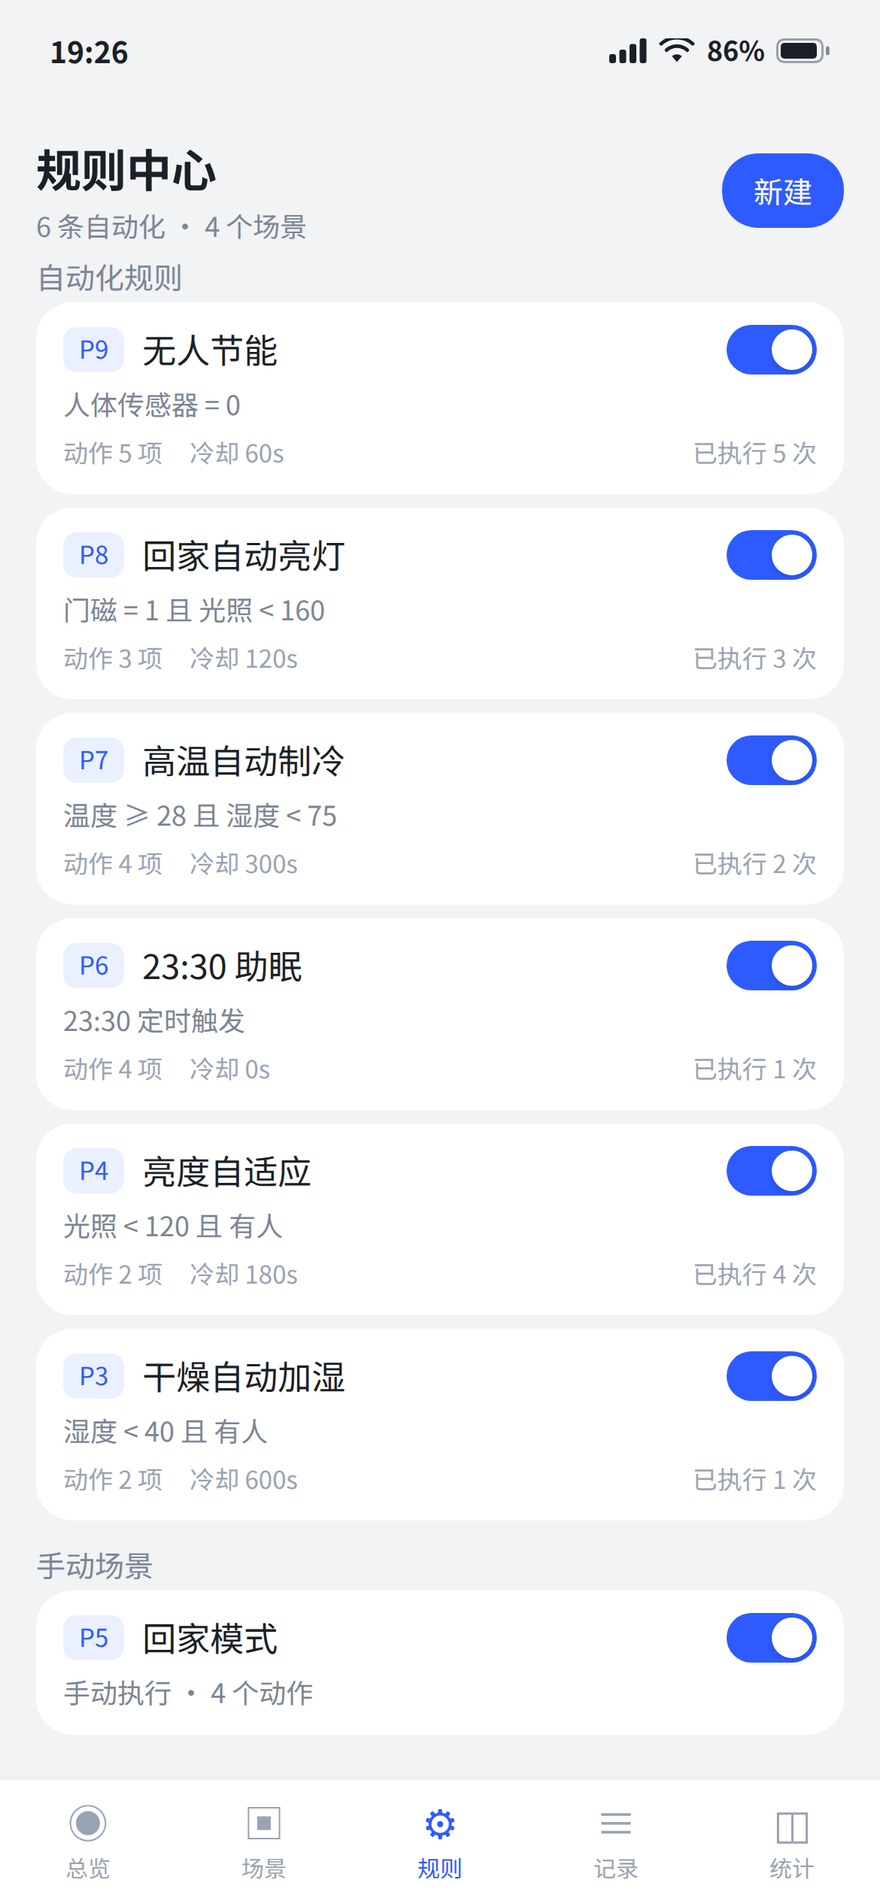 19:26 86%
规则中心
新建
6 条自动化 · 4 个场景
自动化规则
P9 无人节能
人体传感器 = 0
动作 5 项 冷却 60s 已执行 5 次
P8 回家自动亮灯
门磁 = 1 且 光照 < 160
动作 3 项 冷却 120s 已执行 3 次
P7 高温自动制冷
温度 ≥ 28 且 湿度 < 75
动作 4 项 冷却 300s 已执行 2 次
P6 23:30 助眠
23:30 定时触发
动作 4 项 冷却 0s 已执行 1 次
P4 亮度自适应
光照 < 120 且 有人
动作 2 项 冷却 180s 已执行 4 次
P3 干燥自动加湿
湿度 < 40 且 有人
动作 2 项 冷却 600s 已执行 1 次
手动场景
P5 回家模式
手动执行 · 4 个动作
总览 场景 规则 记录 统计